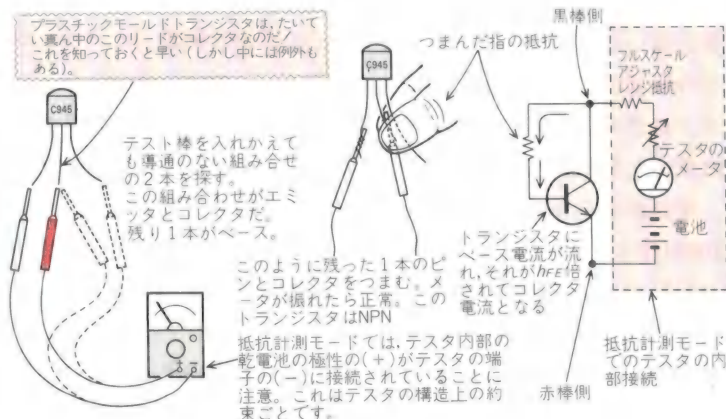 プラスチックモールドトランジスタは，たいてい真ん中のこのリードがコレクタなのだ！
これを知っておくと早い（しかし中には例外もある）。
C945
テスト棒を入れかえて
も導通のない組み合せ
の2本を探す。
この組み合わせがエミ
ッタとコレクタだ。
残り1本がベース。
C945
つまんだ指の抵抗
このように残った1本のピ
ンとコレクタをつまむ。メ
ータが振れたら正常。この
トランジスタはNPN
抵抗計測モードでは，テスタ内部の
乾電池の極性の(+)がテスタの端
子の(−)に接続されていることに
注意。これはテスタの構造上の約
束ごとです。
黒棒側
フルスケール
アジャスタ
レンジ抵抗
テスタの
メータ
電池
トランジスタに
ベース電流が流
れ，それがhFE倍
されてコレクタ
電流となる
赤棒側
抵抗計測モード
でのテスタの内
部接続